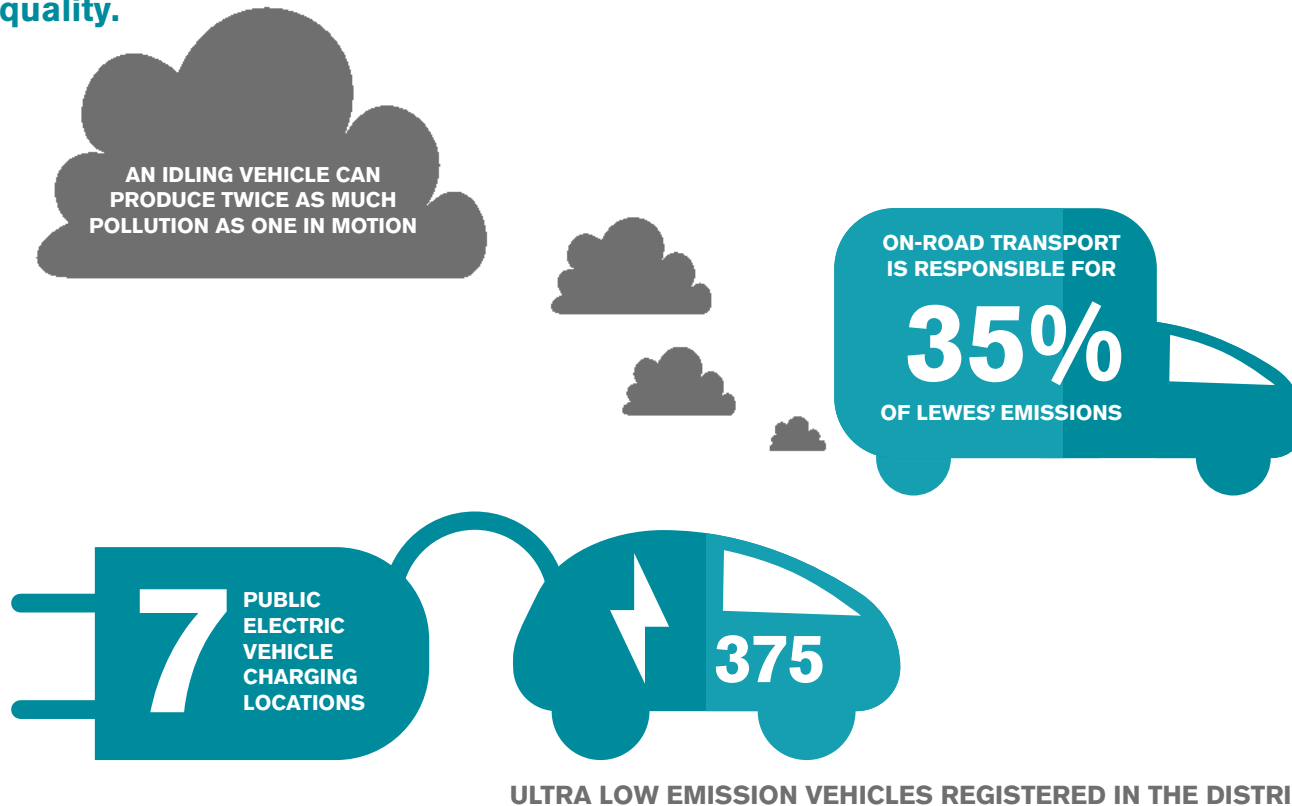 quality.
AN IDLING VEHICLE CAN
PRODUCE TWICE AS MUCH
POLLUTION AS ONE IN MOTION
ON-ROAD TRANSPORT
IS RESPONSIBLE FOR
35%
OF LEWES' EMISSIONS
7
PUBLIC
ELECTRIC
VEHICLE
CHARGING
LOCATIONS
375
ULTRA LOW EMISSION VEHICLES REGISTERED IN THE DISTRI